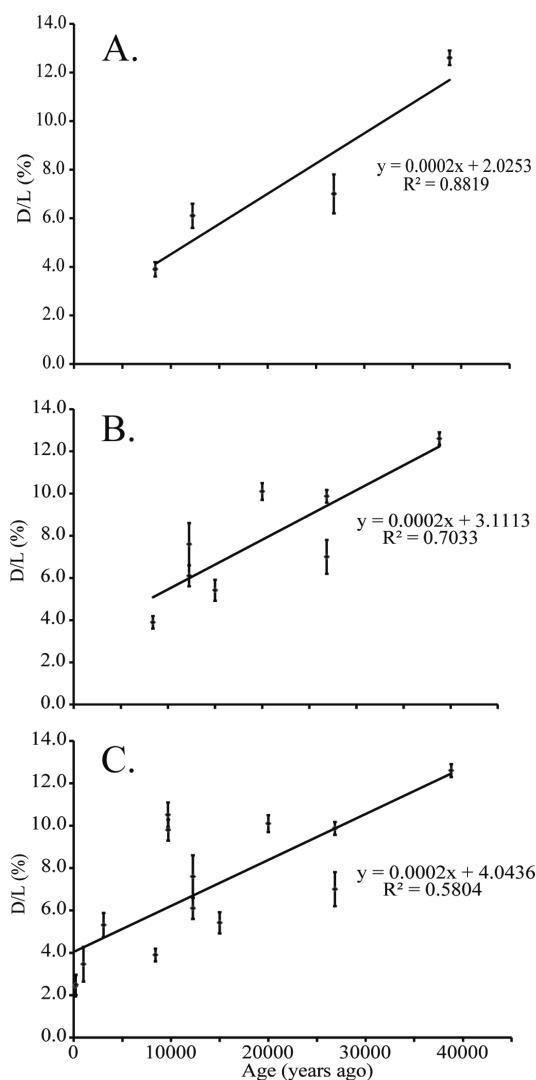 A.
14.0
12.0
10.0
8.0
6.0
4.0
2.0
0.0
D/L (%)
y = 0.0002x + 2.0253
R² = 0.8819
B.
14.0
12.0
10.0
8.0
6.0
4.0
2.0
0.0
D/L (%)
y = 0.0002x + 3.1113
R² = 0.7033
C.
14.0
12.0
10.0
8.0
6.0
4.0
2.0
0.0
D/L (%)
y = 0.0002x + 4.0436
R² = 0.5804
0 10000 20000 30000 40000
Age (years ago)